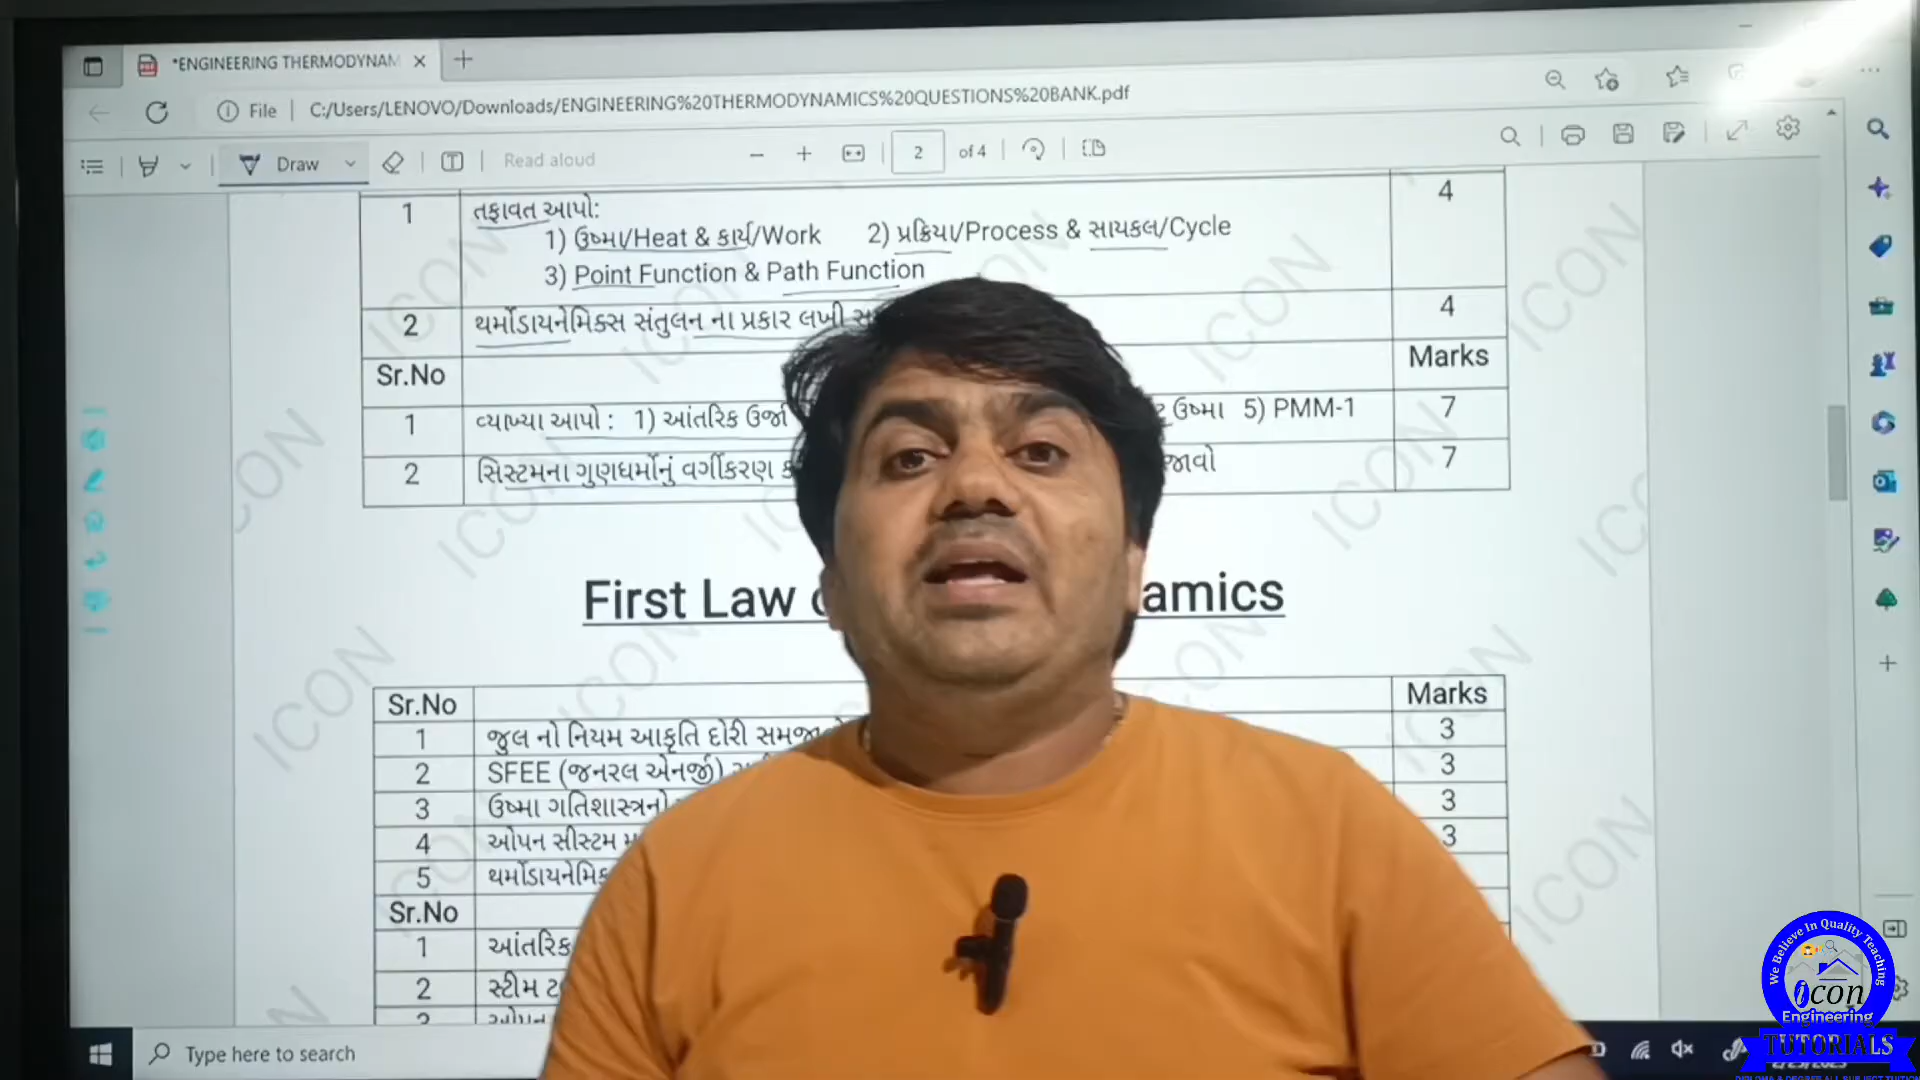 *ENGINEERING THERMODYNAM
File
C:/Users/LENOVO/Downloads/ENGINEERING%20THERMODYNAMICS%20QUESTIONS%20BANK.pdf
Draw
Read aloud
2 of 4
1 તફાવત આપો: 4
1) ઉષ્મા/Heat & કાર્ય/Work 2) પ્રક્રિયા/Process & સાયકલ/Cycle
3) Point Function & Path Function
2 થર્મોડાયનેમિક્સ સંતુલન ના પ્રકાર લખી 4
Sr.No Marks
1 વ્યાખ્યા આપો : 1) આંતરિક ઉર્જા ઉષ્મા 5) PMM-1 7
2 સિસ્ટમના ગુણધર્મોનું વર્ગીકરણ 7
First Law
Sr.No Marks
1 જુલ નો નિયમ આકૃતિ દોરી 3
2 SFEE (જનરલ એનર્જી) 3
3 ઉષ્મા ગતિશાસ્ત્રનો 3
4 ઓપન સીસ્ટમ 3
5
Sr.No
1 આંતરિક
2 સ્ટીમ
ICON
We Believe In Quality Teaching
icon
Engineering
TUTORIALS
Type here to search